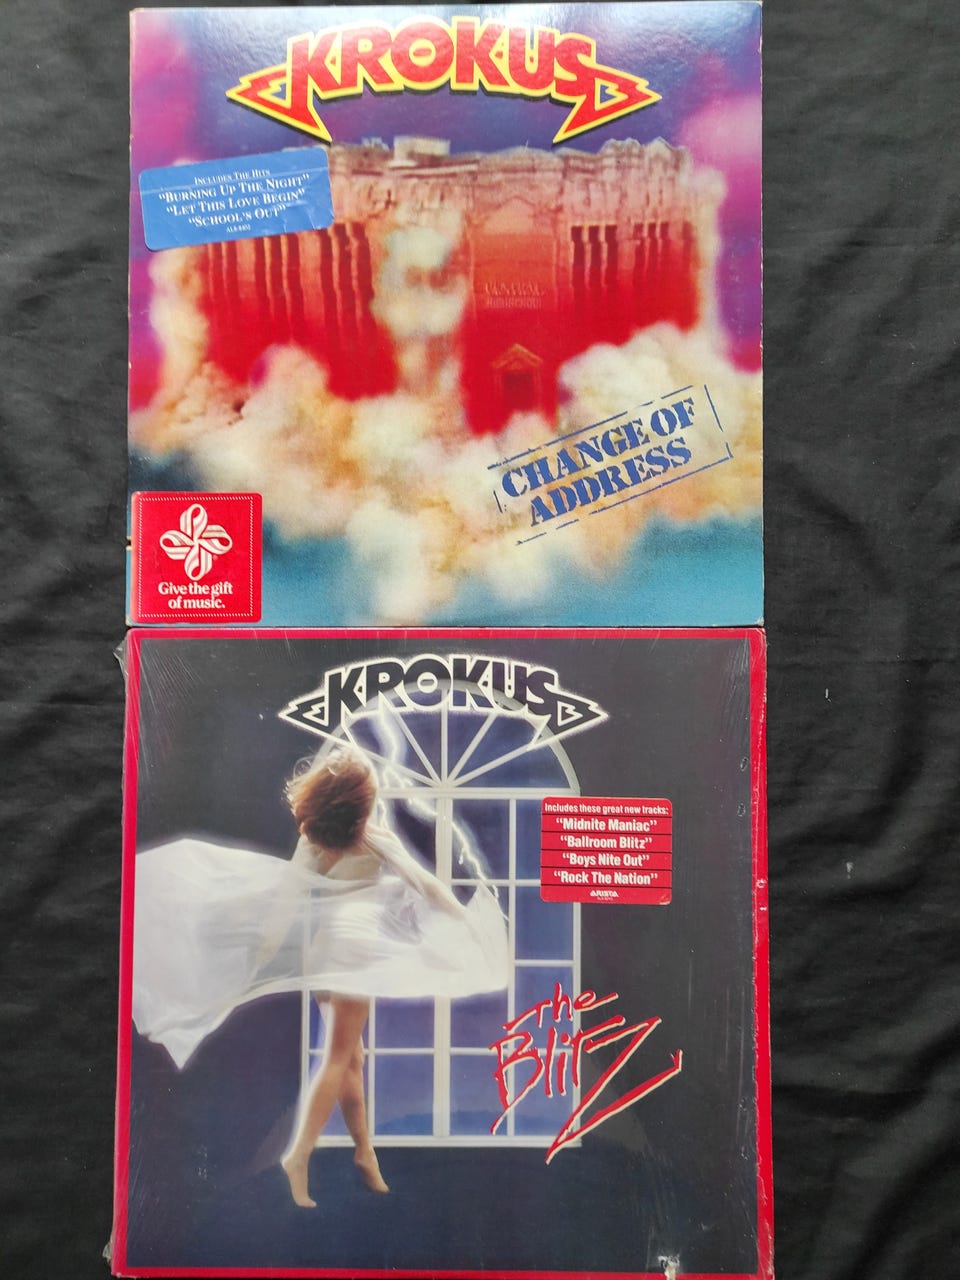 KROKUS
INCLUDES THE HITS
"BURNING UP THE NIGHT"
"LET THIS LOVE BEGIN"
"SCHOOL'S OUT"
CHANGE OF
ADDRESS
Give the gift
of music.
KROKUS
Includes these great new tracks:
"Midnite Maniac"
"Ballroom Blitz"
"Boys Nite Out"
"Rock The Nation"
ARISTA
The
Blitz